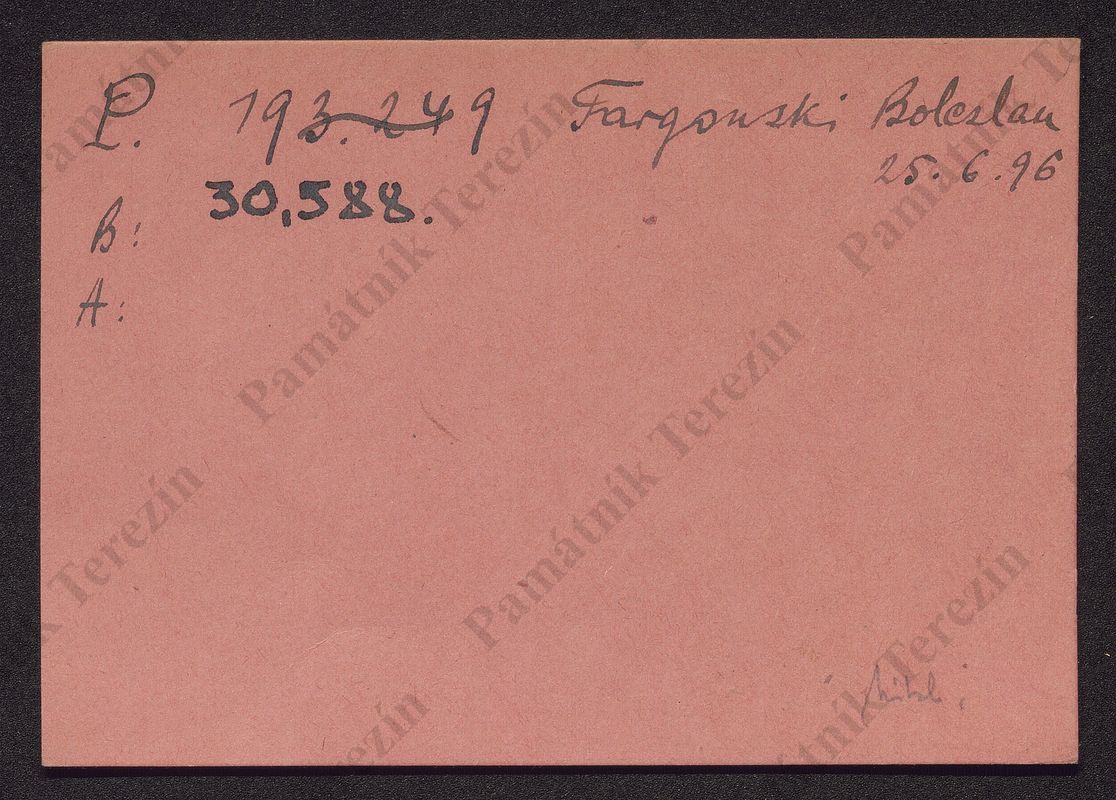 P. 193.249 Fargonski Boleslau
25.6.96
30,588.
B:
A:
Památník Terezín